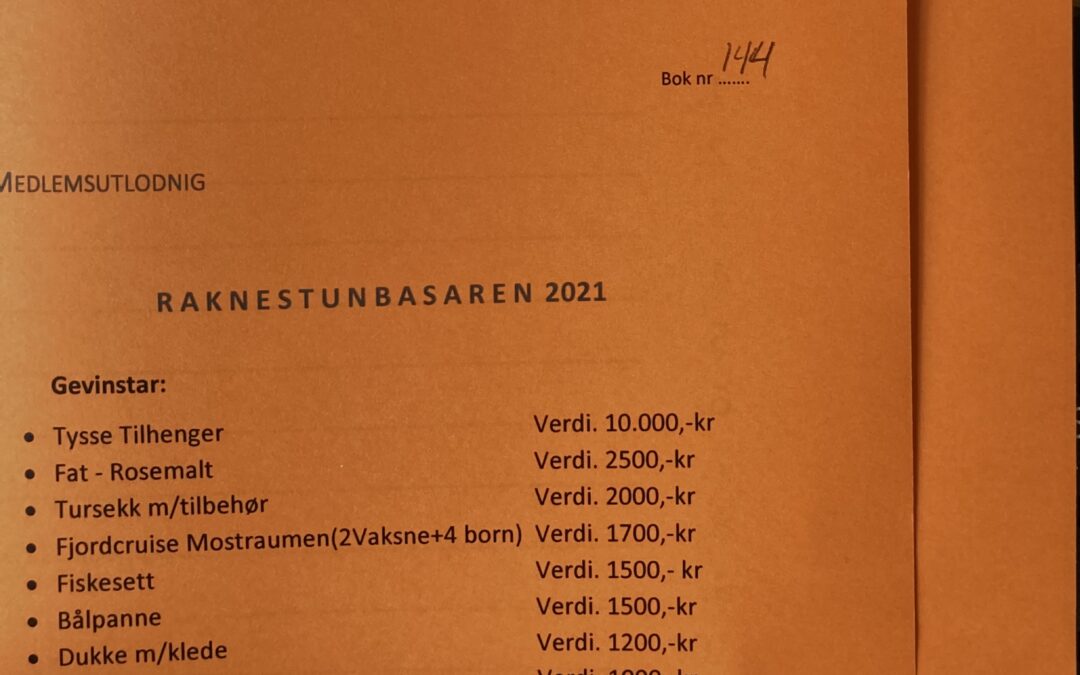 Bok nr ....... 144
MEDLEMSUTLODNIG
RAKNESTUNBASAREN 2021
Gevinstar:
• Tysse Tilhenger Verdi. 10.000,-kr
• Fat - Rosemalt Verdi. 2500,-kr
• Tursekk m/tilbehør Verdi. 2000,-kr
• Fjordcruise Mostraumen(2Vaksne+4 born) Verdi. 1700,-kr
• Fiskesett Verdi. 1500,- kr
• Bålpanne Verdi. 1500,-kr
• Dukke m/klede Verdi. 1200,-kr